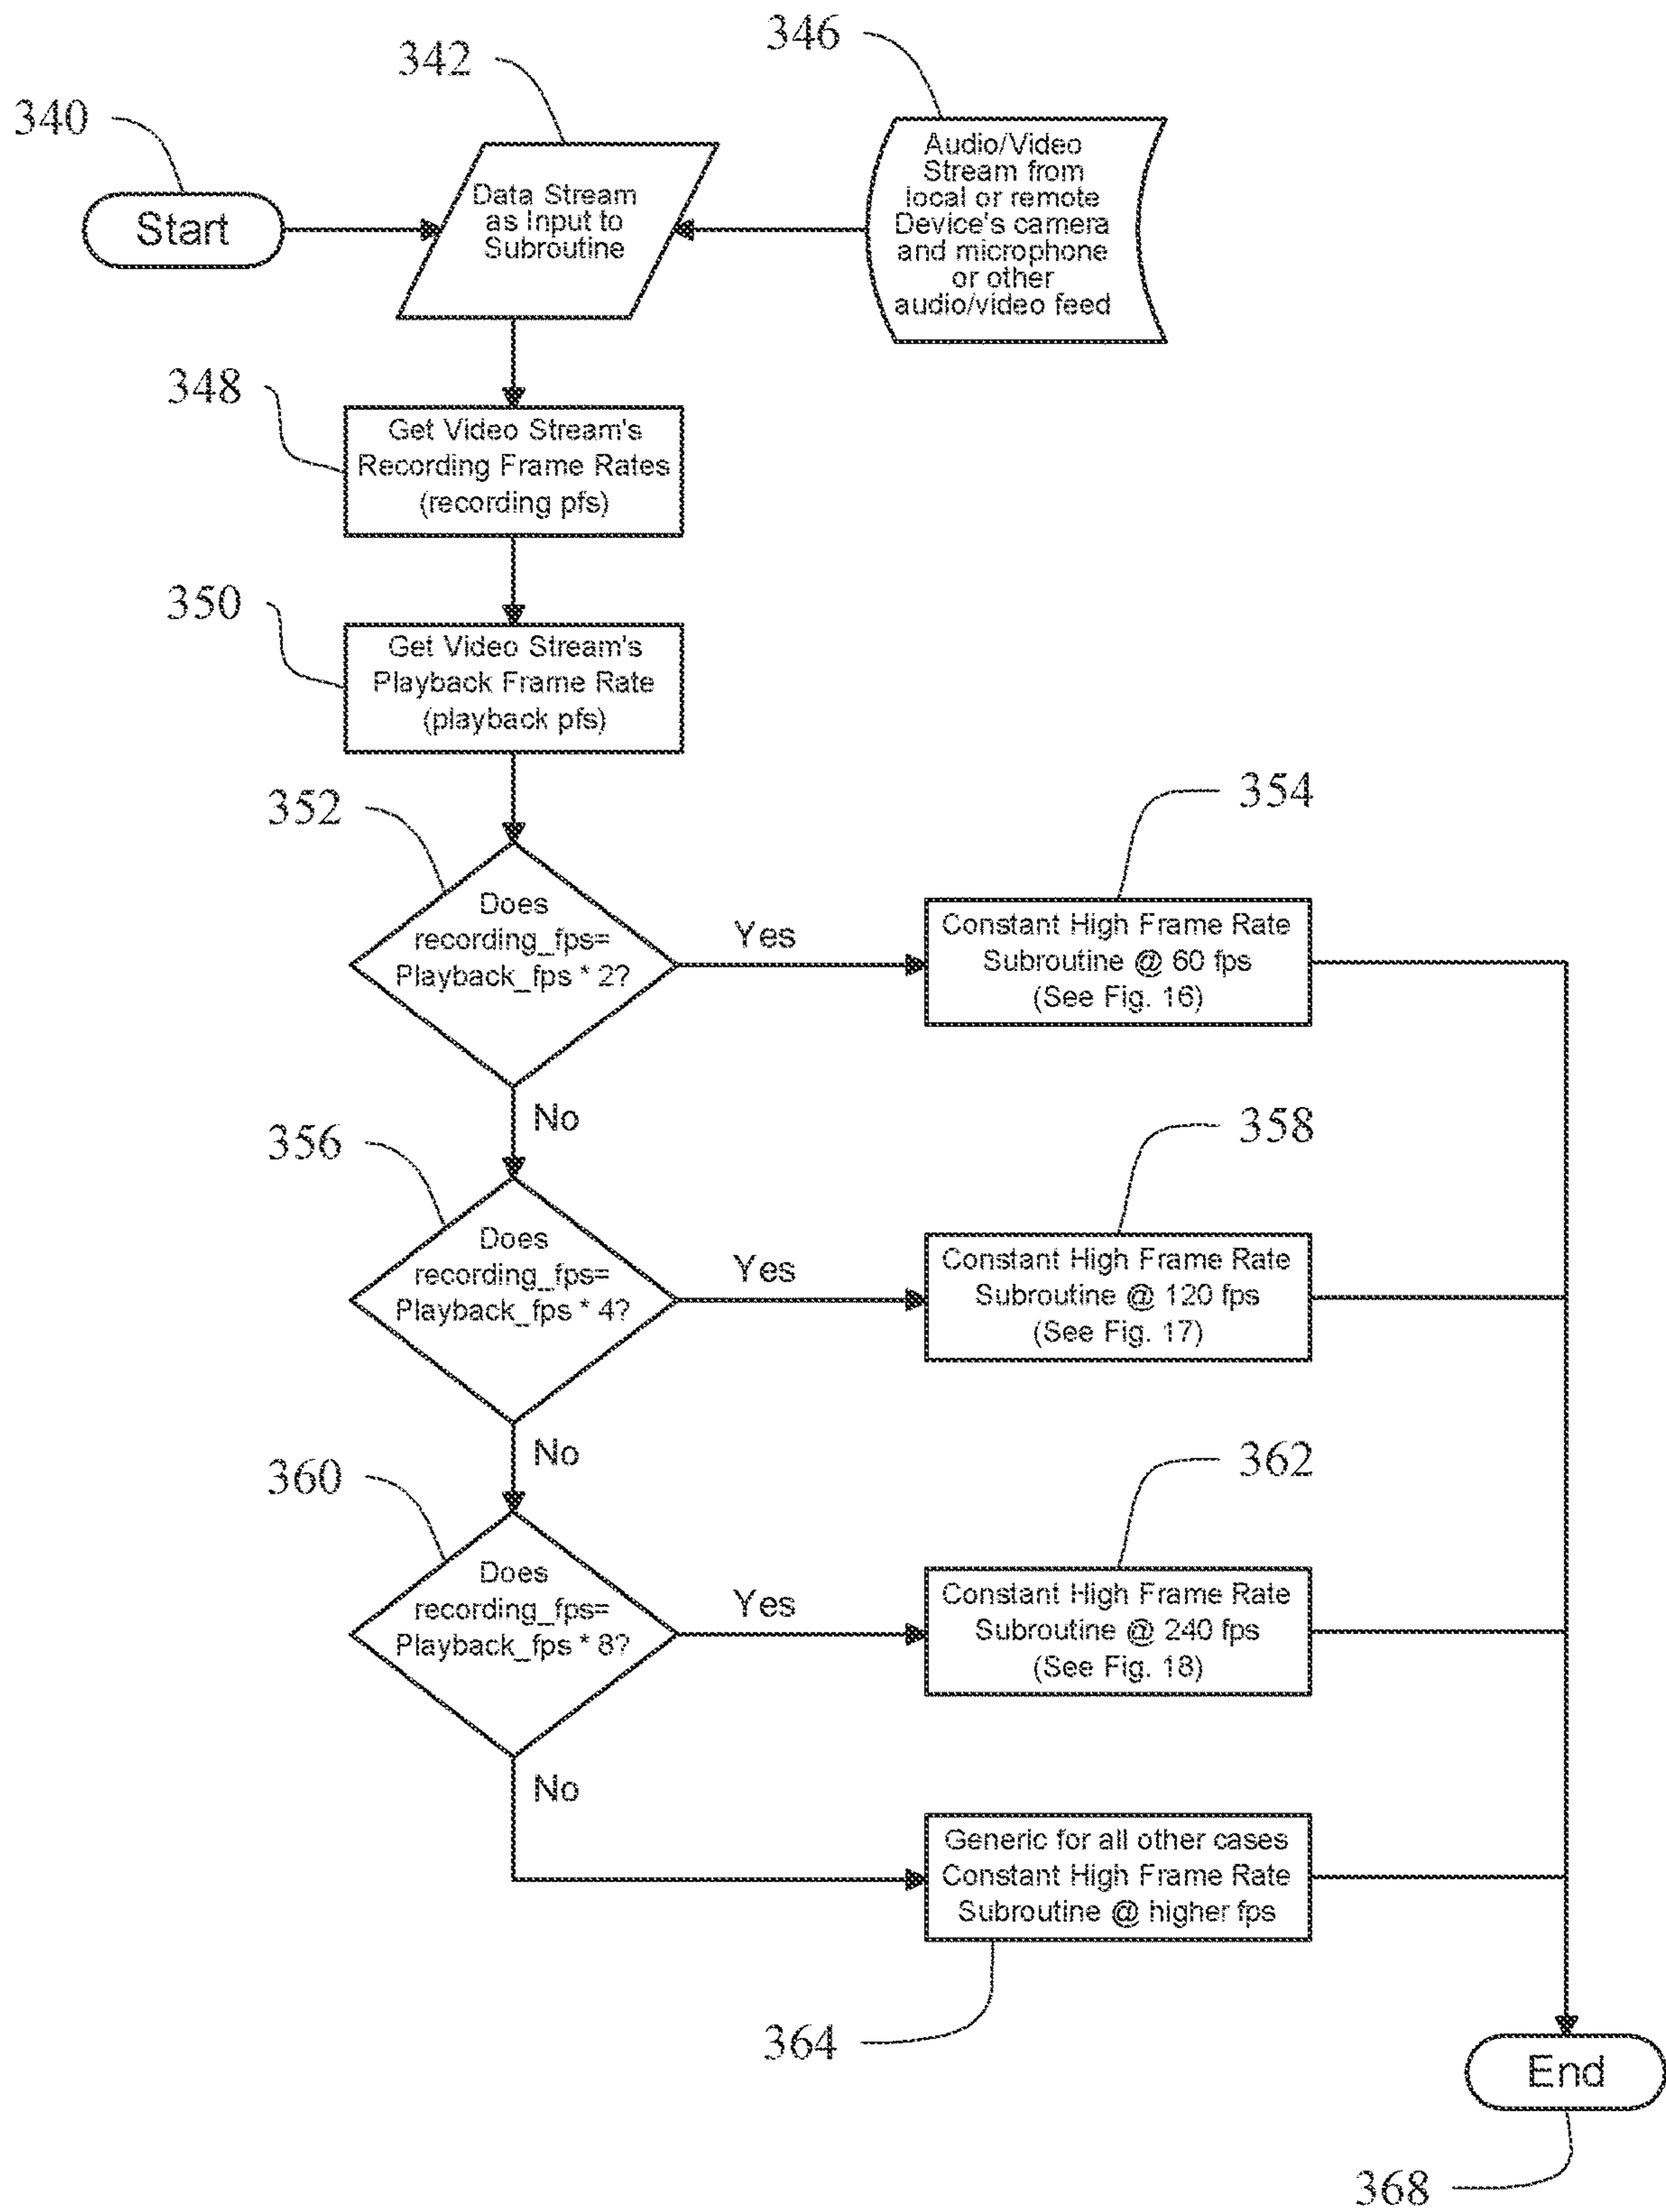 346
342
340
Audio/Video
Stream from
local or remote
Device's camera
and microphone
or other
audio/video feed
Start
Data Stream
as Input to
Subroutine
348
Get Video Stream's
Recording Frame Rates
(recording pfs)
350
Get Video Stream's
Playback Frame Rate
(playback pfs)
352
354
Does
recording_fps=
Playback_fps * 2?
Yes
Constant High Frame Rate
Subroutine @ 60 fps
(See Fig. 16)
No
356
358
Does
recording_fps=
Playback_fps * 4?
Yes
Constant High Frame Rate
Subroutine @ 120 fps
(See Fig. 17)
No
360
362
Does
recording_fps=
Playback_fps * 8?
Yes
Constant High Frame Rate
Subroutine @ 240 fps
(See Fig. 18)
No
Generic for all other cases
Constant High Frame Rate
Subroutine @ higher fps
364
End
368